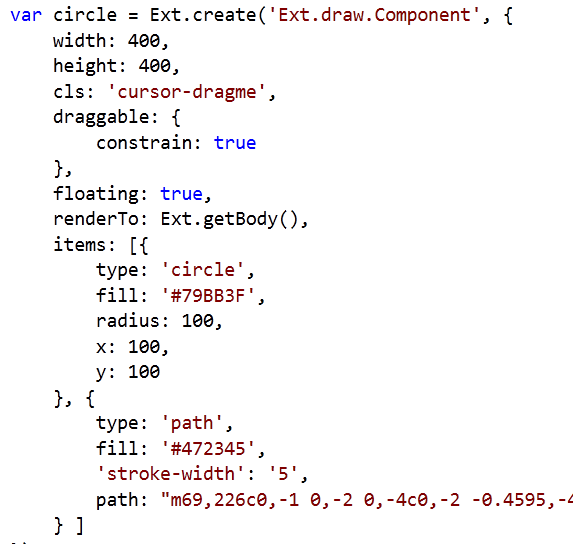 var circle = Ext.create('Ext.draw.Component', {
    width: 400,
    height: 400,
    cls: 'cursor-dragme',
    draggable: {
        constrain: true
    },
    floating: true,
    renderTo: Ext.getBody(),
    items: [{
        type: 'circle',
        fill: '#79BB3F',
        radius: 100,
        x: 100,
        y: 100
    }, {
        type: 'path',
        fill: '#472345',
        'stroke-width': '5',
        path: "m69,226c0,-1 0,-2 0,-4c0,-2 -0.4595,-4
    } ]